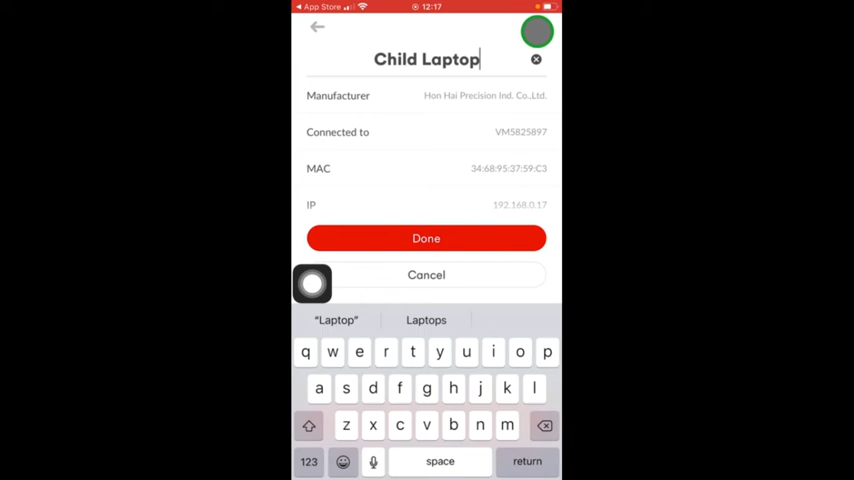 App Store 12:17
Child Laptop
Manufacturer Hon Hai Precision Ind. Co.,Ltd.
Connected to VM5825897
MAC 34:68:95:37:59:C3
IP 192.168.0.17
Done
Cancel
“Laptop” Laptops
q w e r t y u i o p
a s d f g h j k l
z x c v b n m
123 space return